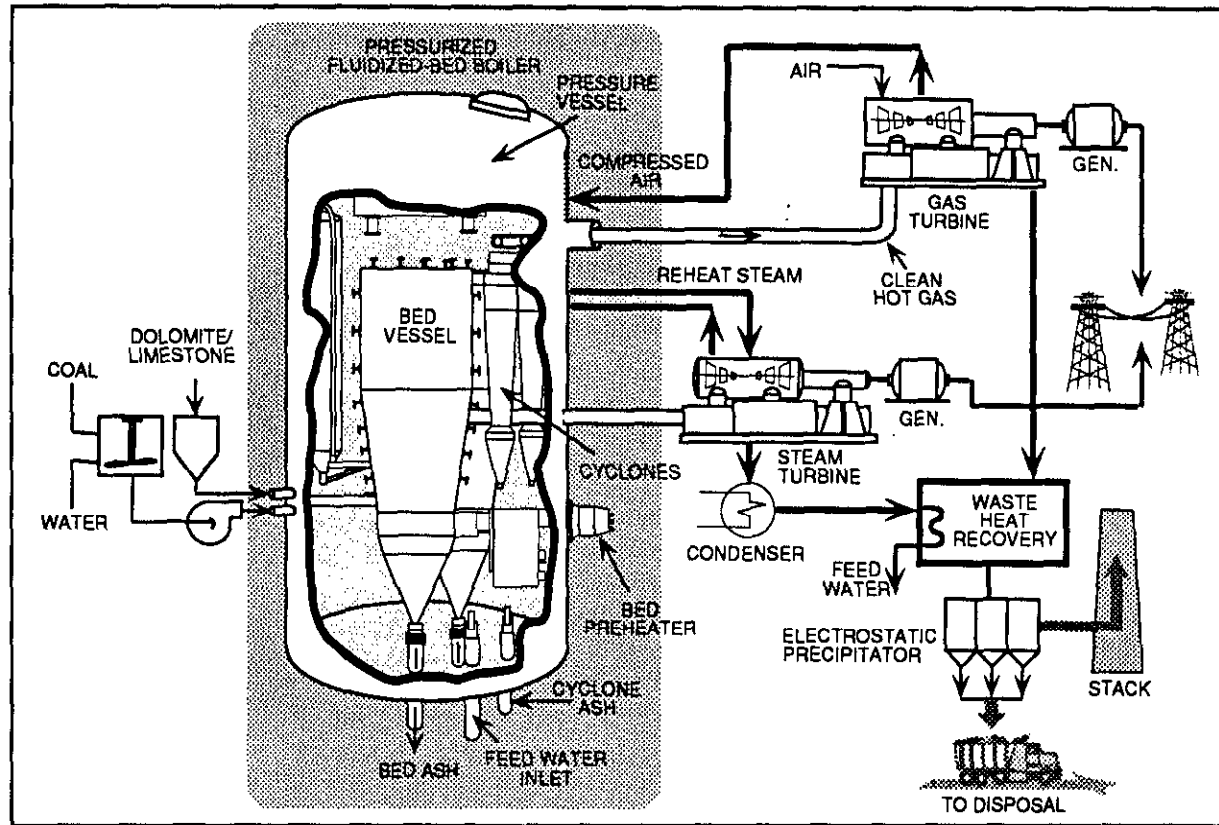 PRESSURIZED
FLUIDIZED-BED BOILER
PRESSURE
VESSEL
AIR
COMPRESSED
AIR
GEN.
GAS
TURBINE
CLEAN
HOT GAS
REHEAT STEAM
BED
VESSEL
DOLOMITE/
LIMESTONE
COAL
WATER
GEN.
STEAM
TURBINE
CYCLONES
CONDENSER
WASTE
HEAT
RECOVERY
FEED
WATER
BED
PREHEATER
ELECTROSTATIC
PRECIPITATOR
STACK
CYCLONE
ASH
FEED WATER
INLET
BED ASH
TO DISPOSAL